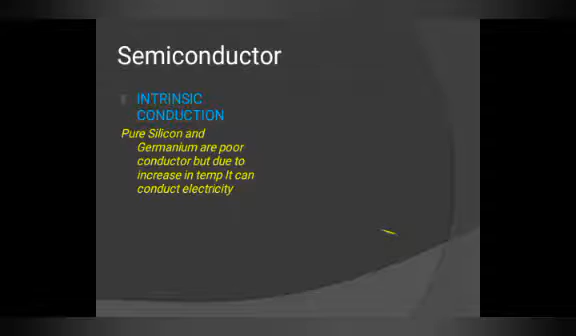 Semiconductor
INTRINSIC
CONDUCTION
Pure Silicon and
Germanium are poor
conductor but due to
increase in temp It can
conduct electricity